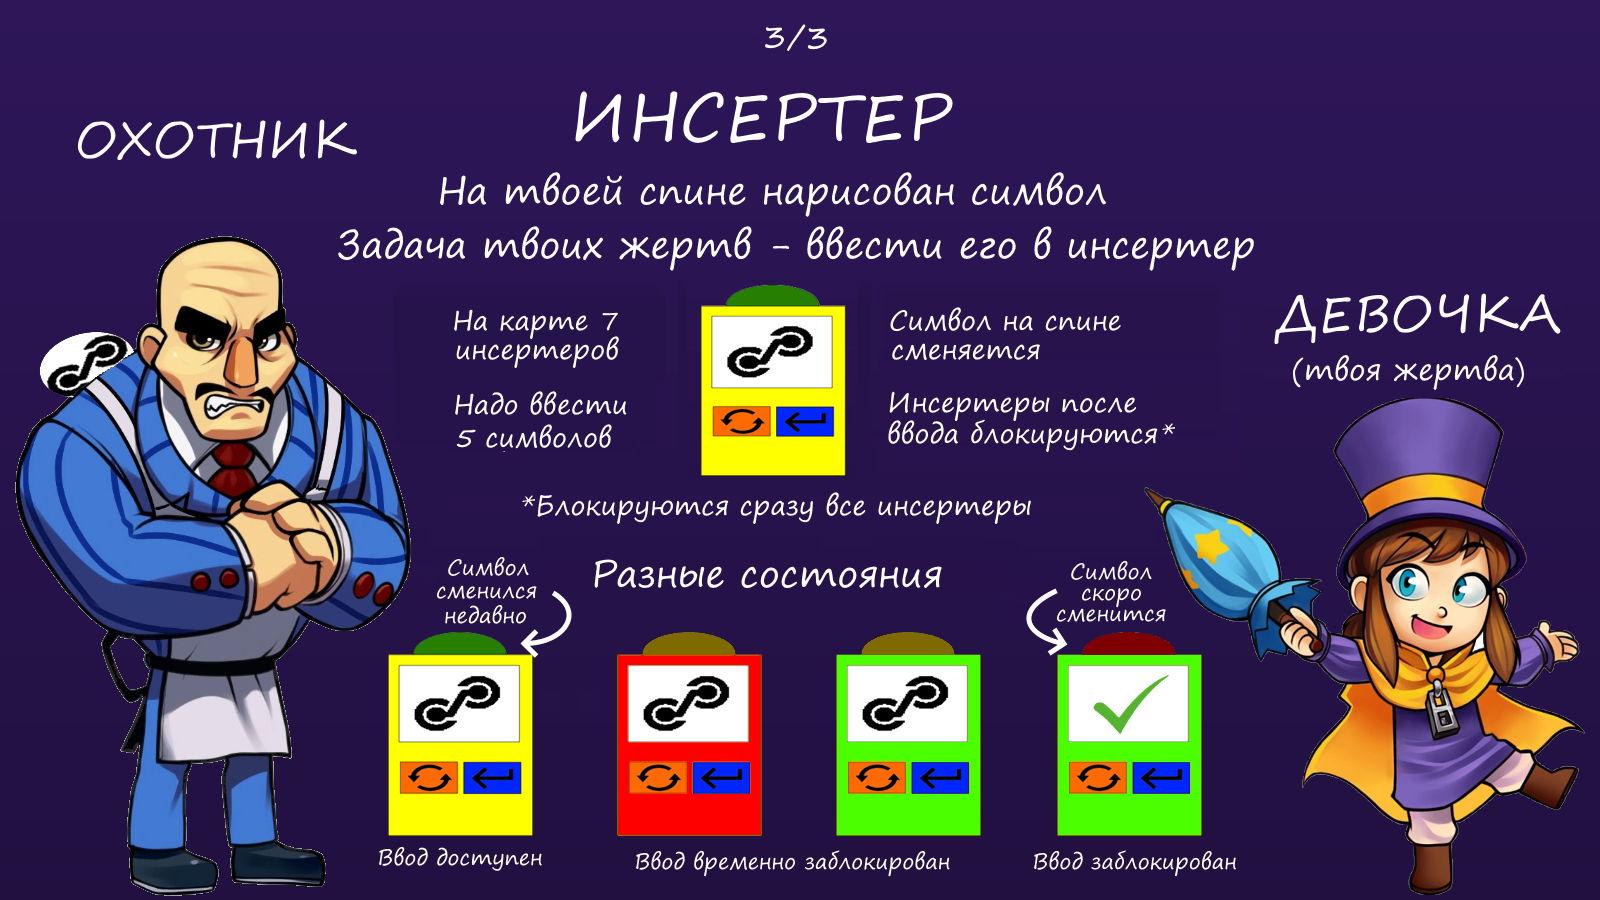 3/3
ИНСЕРТЕР
ОХОТНИК
На твоей спине нарисован символ
Задача твоих жертв - ввести его в инсертер
На карте 7
инсертеров
Надо ввести
5 символов
Символ на спине
сменяется
Инсертеры после
ввода блокируются*
ДЕВОЧКА
(твоя жертва)
*Блокируются сразу все инсертеры
Разные состояния
Символ
сменился
недавно
Символ
скоро
сменится
Ввод доступен
Ввод временно заблокирован
Ввод заблокирован